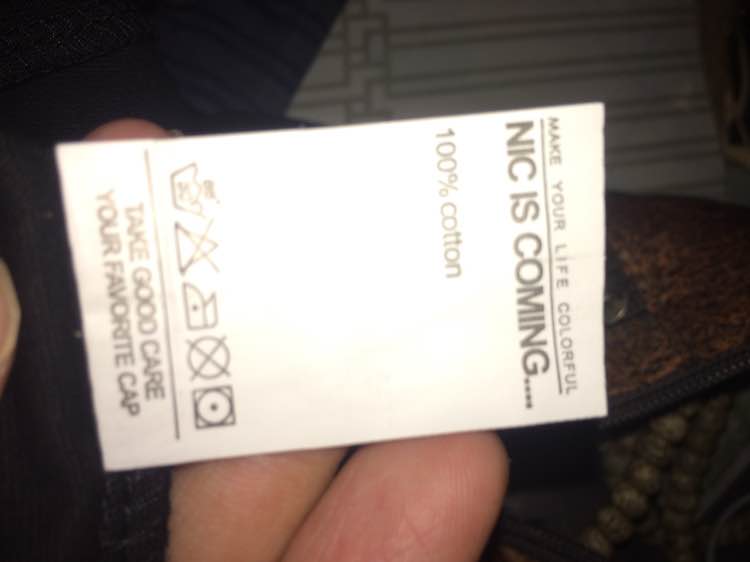 MAKE YOUR LIFE COLORFUL
NIC IS COMING....
100% cotton
TAKE GOOD CARE
YOUR FAVORITE CAP